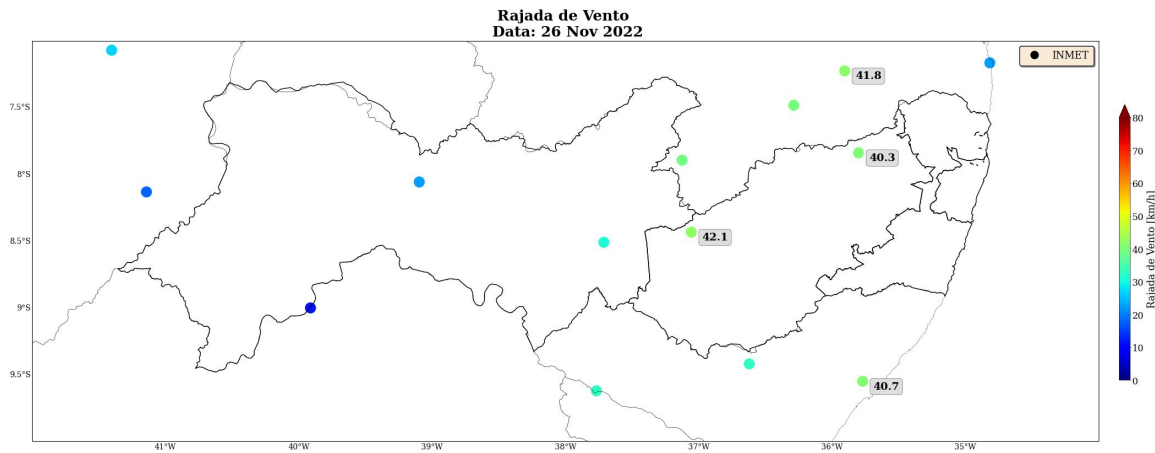 Rajada de Vento
Data: 26 Nov 2022
INMET
41.8
40.3
42.1
40.7
7.5°S
8°S
8.5°S
9°S
9.5°S
41°W
40°W
39°W
38°W
37°W
36°W
35°W
80
70
60
50
40
30
20
10
0
Rajada de Vento [km/h]